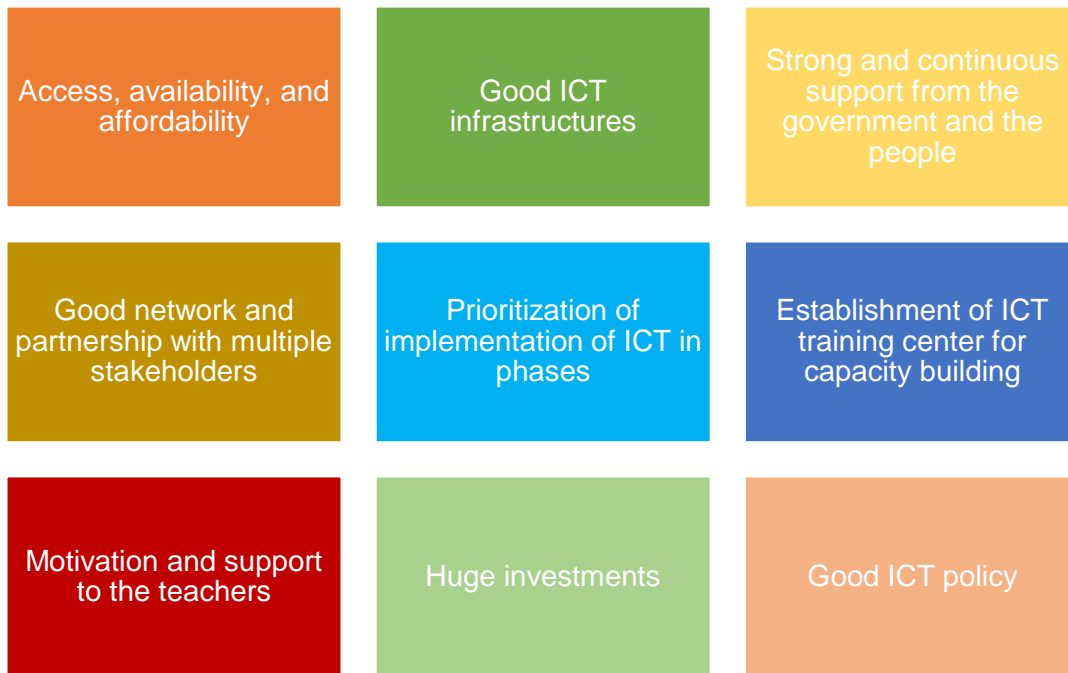 Access, availability, and
affordability
Good ICT
infrastructures
Strong and continuous
support from the
government and the
people
Good network and
partnership with multiple
stakeholders
Prioritization of
implementation of ICT in
phases
Establishment of ICT
training center for
capacity building
Motivation and support
to the teachers
Huge investments
Good ICT policy